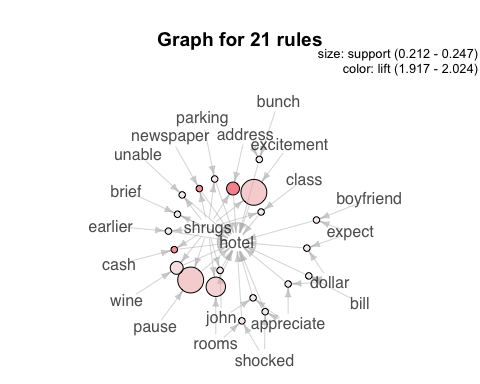 Graph for 21 rules
size: support (0.212 - 0.247)
color: lift (1.917 - 2.024)
bunch
parking
newspaper
address
excitement
unable
class
brief
boyfriend
earlier
shrugs
expect
hotel
cash
dollar
wine
bill
john
appreciate
pause
rooms
shocked